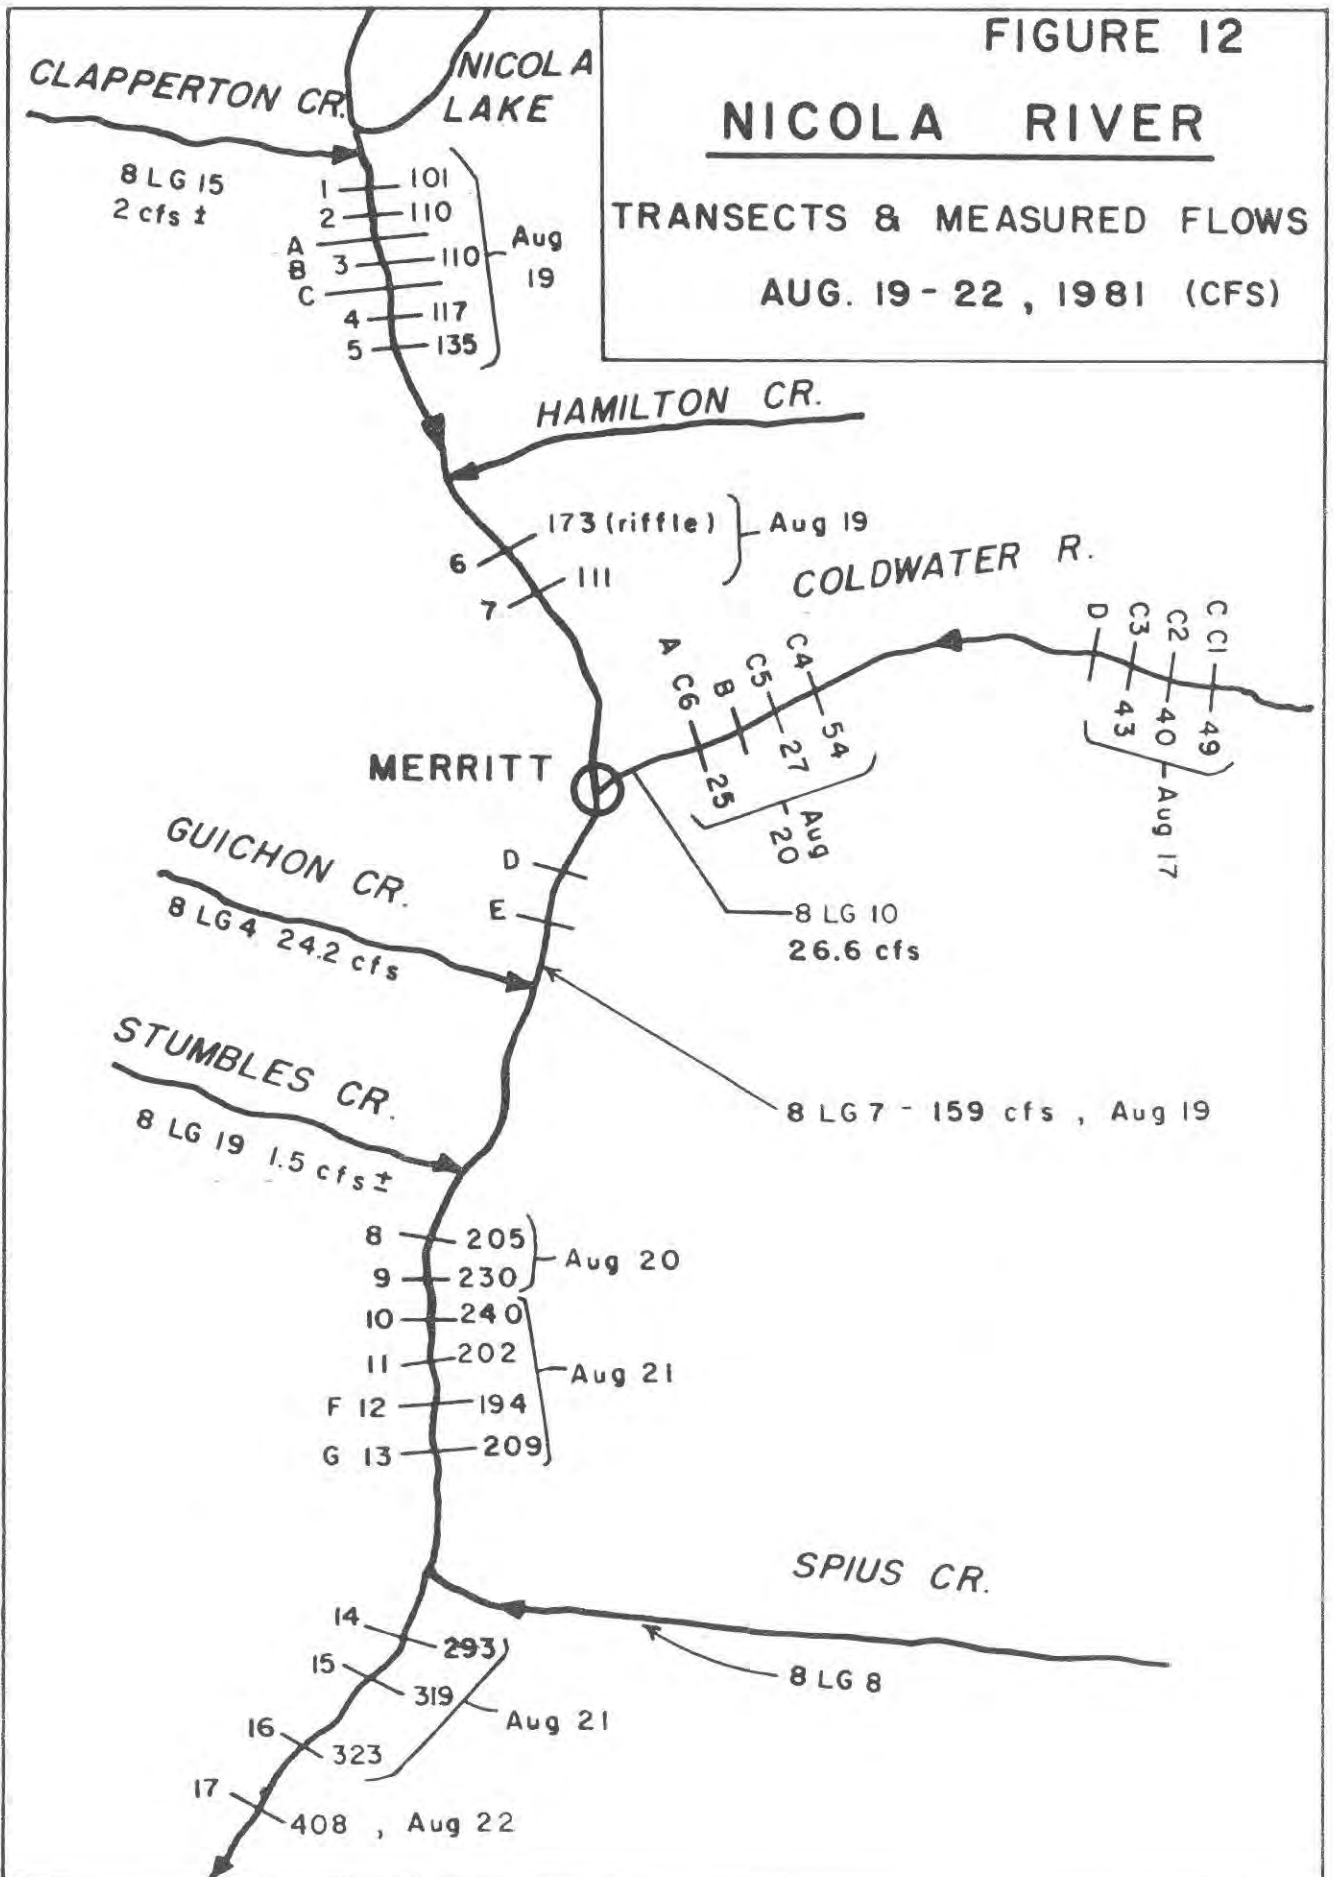 FIGURE 12
NICOLA RIVER
TRANSECTS & MEASURED FLOWS
AUG. 19-22, 1981 (CFS)
NICOLA
LAKE
CLAPPERTON CR.
8 LG 15
2 cfs ±
1 101
2 110
A
B 3 110
C
4 117
5 135
Aug
19
HAMILTON CR.
6 173 (riffle)
7 111
Aug 19
COLDWATER R.
D
C3 43
C2 40
C C1 49
Aug 17
C4 54
C5 27
B
A C6 25
Aug
20
MERRITT
8 LG 10
26.6 cfs
D
E
GUICHON CR.
8 LG 4 24.2 cfs
8 LG 7 - 159 cfs, Aug 19
STUMBLES CR.
8 LG 19 1.5 cfs ±
8 205
9 230
Aug 20
10 240
11 202
F 12 194
G 13 209
Aug 21
SPIUS CR.
8 LG 8
14 293
15 319
16 323
Aug 21
17 408, Aug 22